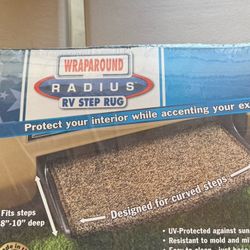 WRAPAROUND
RADIUS
RV STEP RUG
Protect your interior while accenting your
Fits steps
8"-10" deep
Designed for curved steps
• UV-Protected against sun
• Resistant to mold and